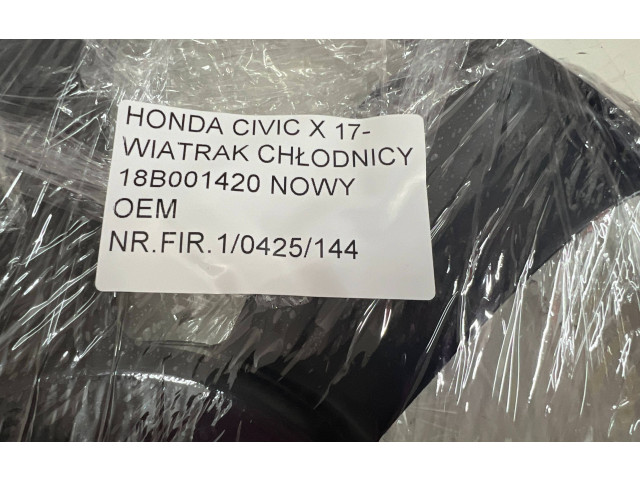 HONDA CIVIC X 17-
WIATRAK CHŁODNICY
18B001420 NOWY
OEM
NR.FIR.1/0425/144